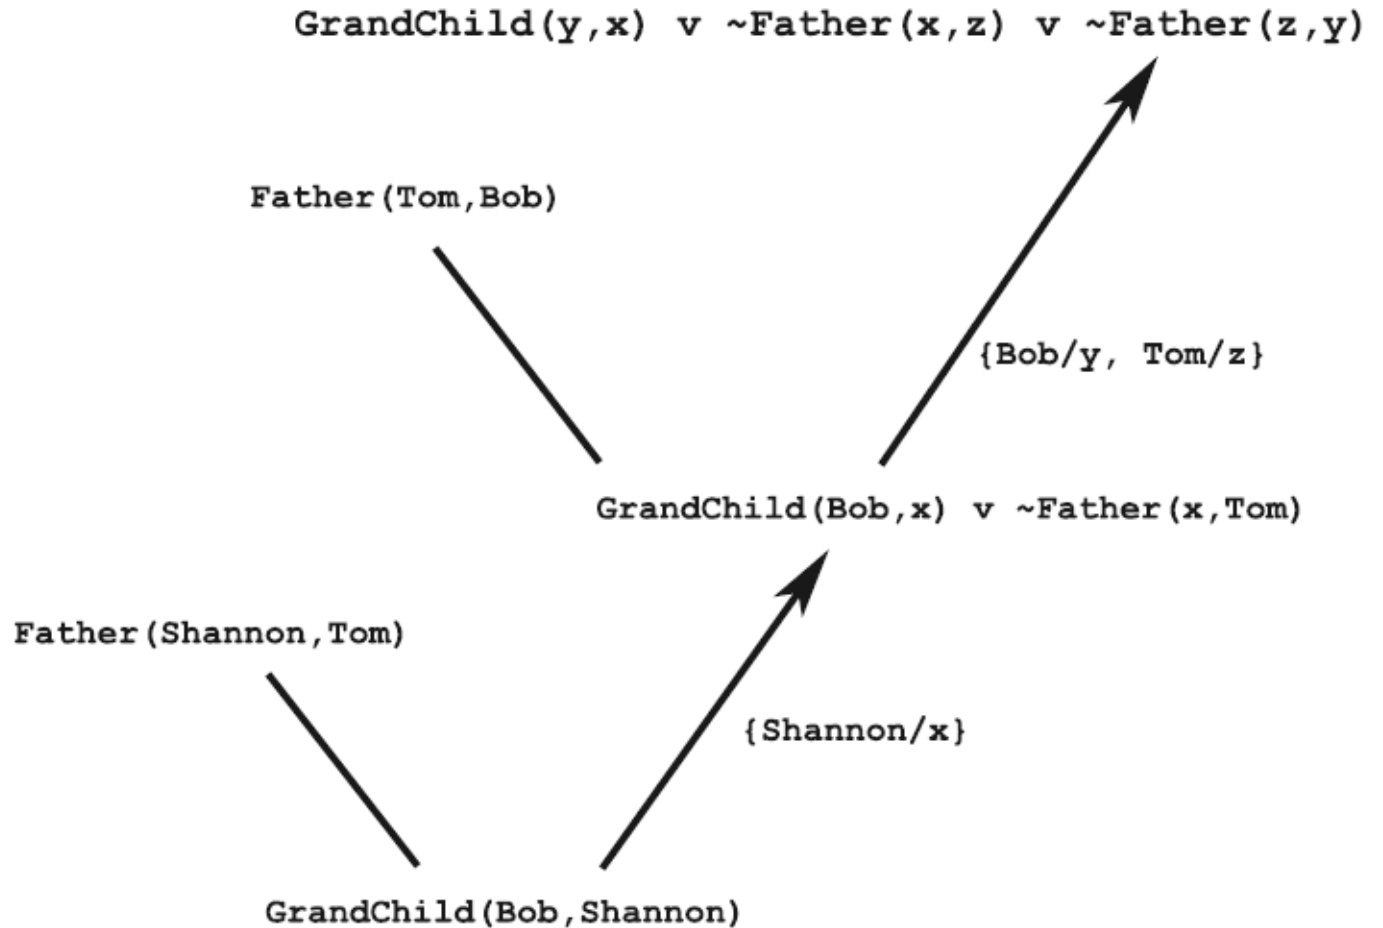 GrandChild(y,x) v ~Father(x,z) v ~Father(z,y)
Father(Tom,Bob)
{Bob/y, Tom/z}
GrandChild(Bob,x) v ~Father(x,Tom)
Father(Shannon,Tom)
{Shannon/x}
GrandChild(Bob,Shannon)